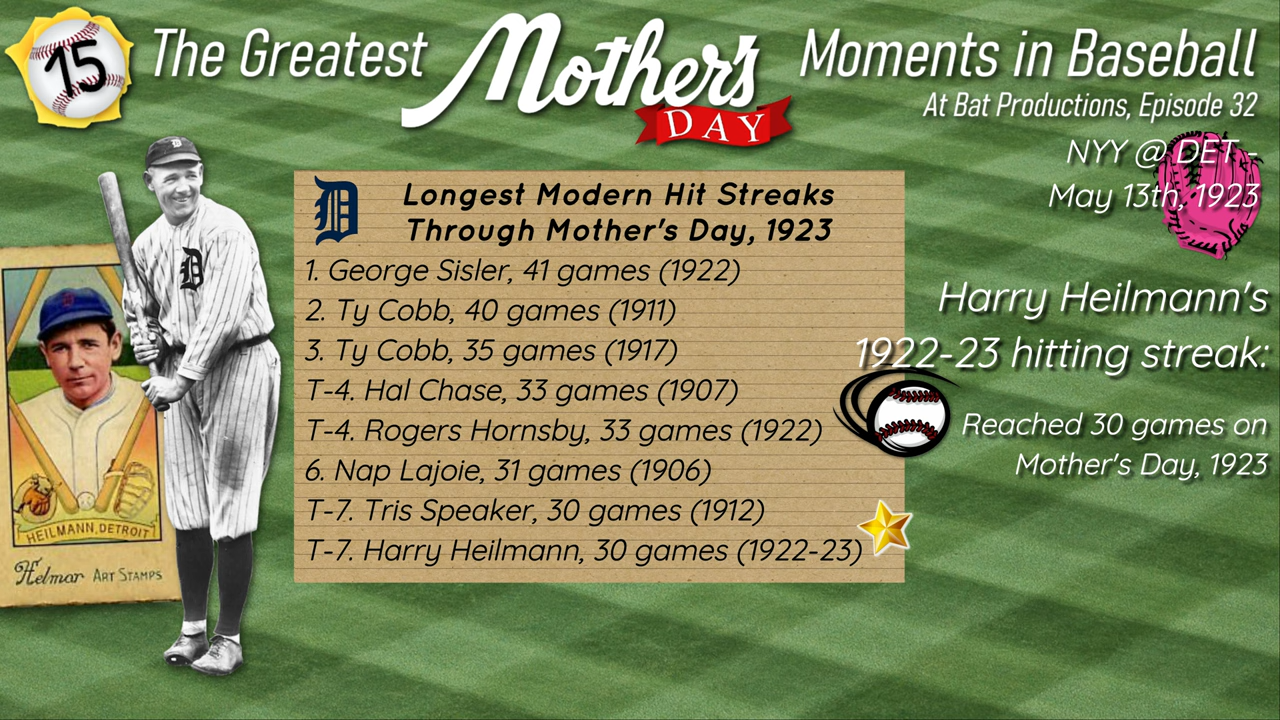 15
The Greatest Mother's Moments in Baseball
DAY
At Bat Productions, Episode 32
NYY @ DET -
May 13th, 1923
D
Longest Modern Hit Streaks
Through Mother's Day, 1923
1. George Sisler, 41 games (1922)
2. Ty Cobb, 40 games (1911)
3. Ty Cobb, 35 games (1917)
T-4. Hal Chase, 33 games (1907)
T-4. Rogers Hornsby, 33 games (1922)
6. Nap Lajoie, 31 games (1906)
T-7. Tris Speaker, 30 games (1912)
T-7. Harry Heilmann, 30 games (1922-23)
Harry Heilmann's
1922-23 hitting streak:
Reached 30 games on
Mother's Day, 1923
D
D
HEILMANN, DETROIT
Helmar ART STAMPS